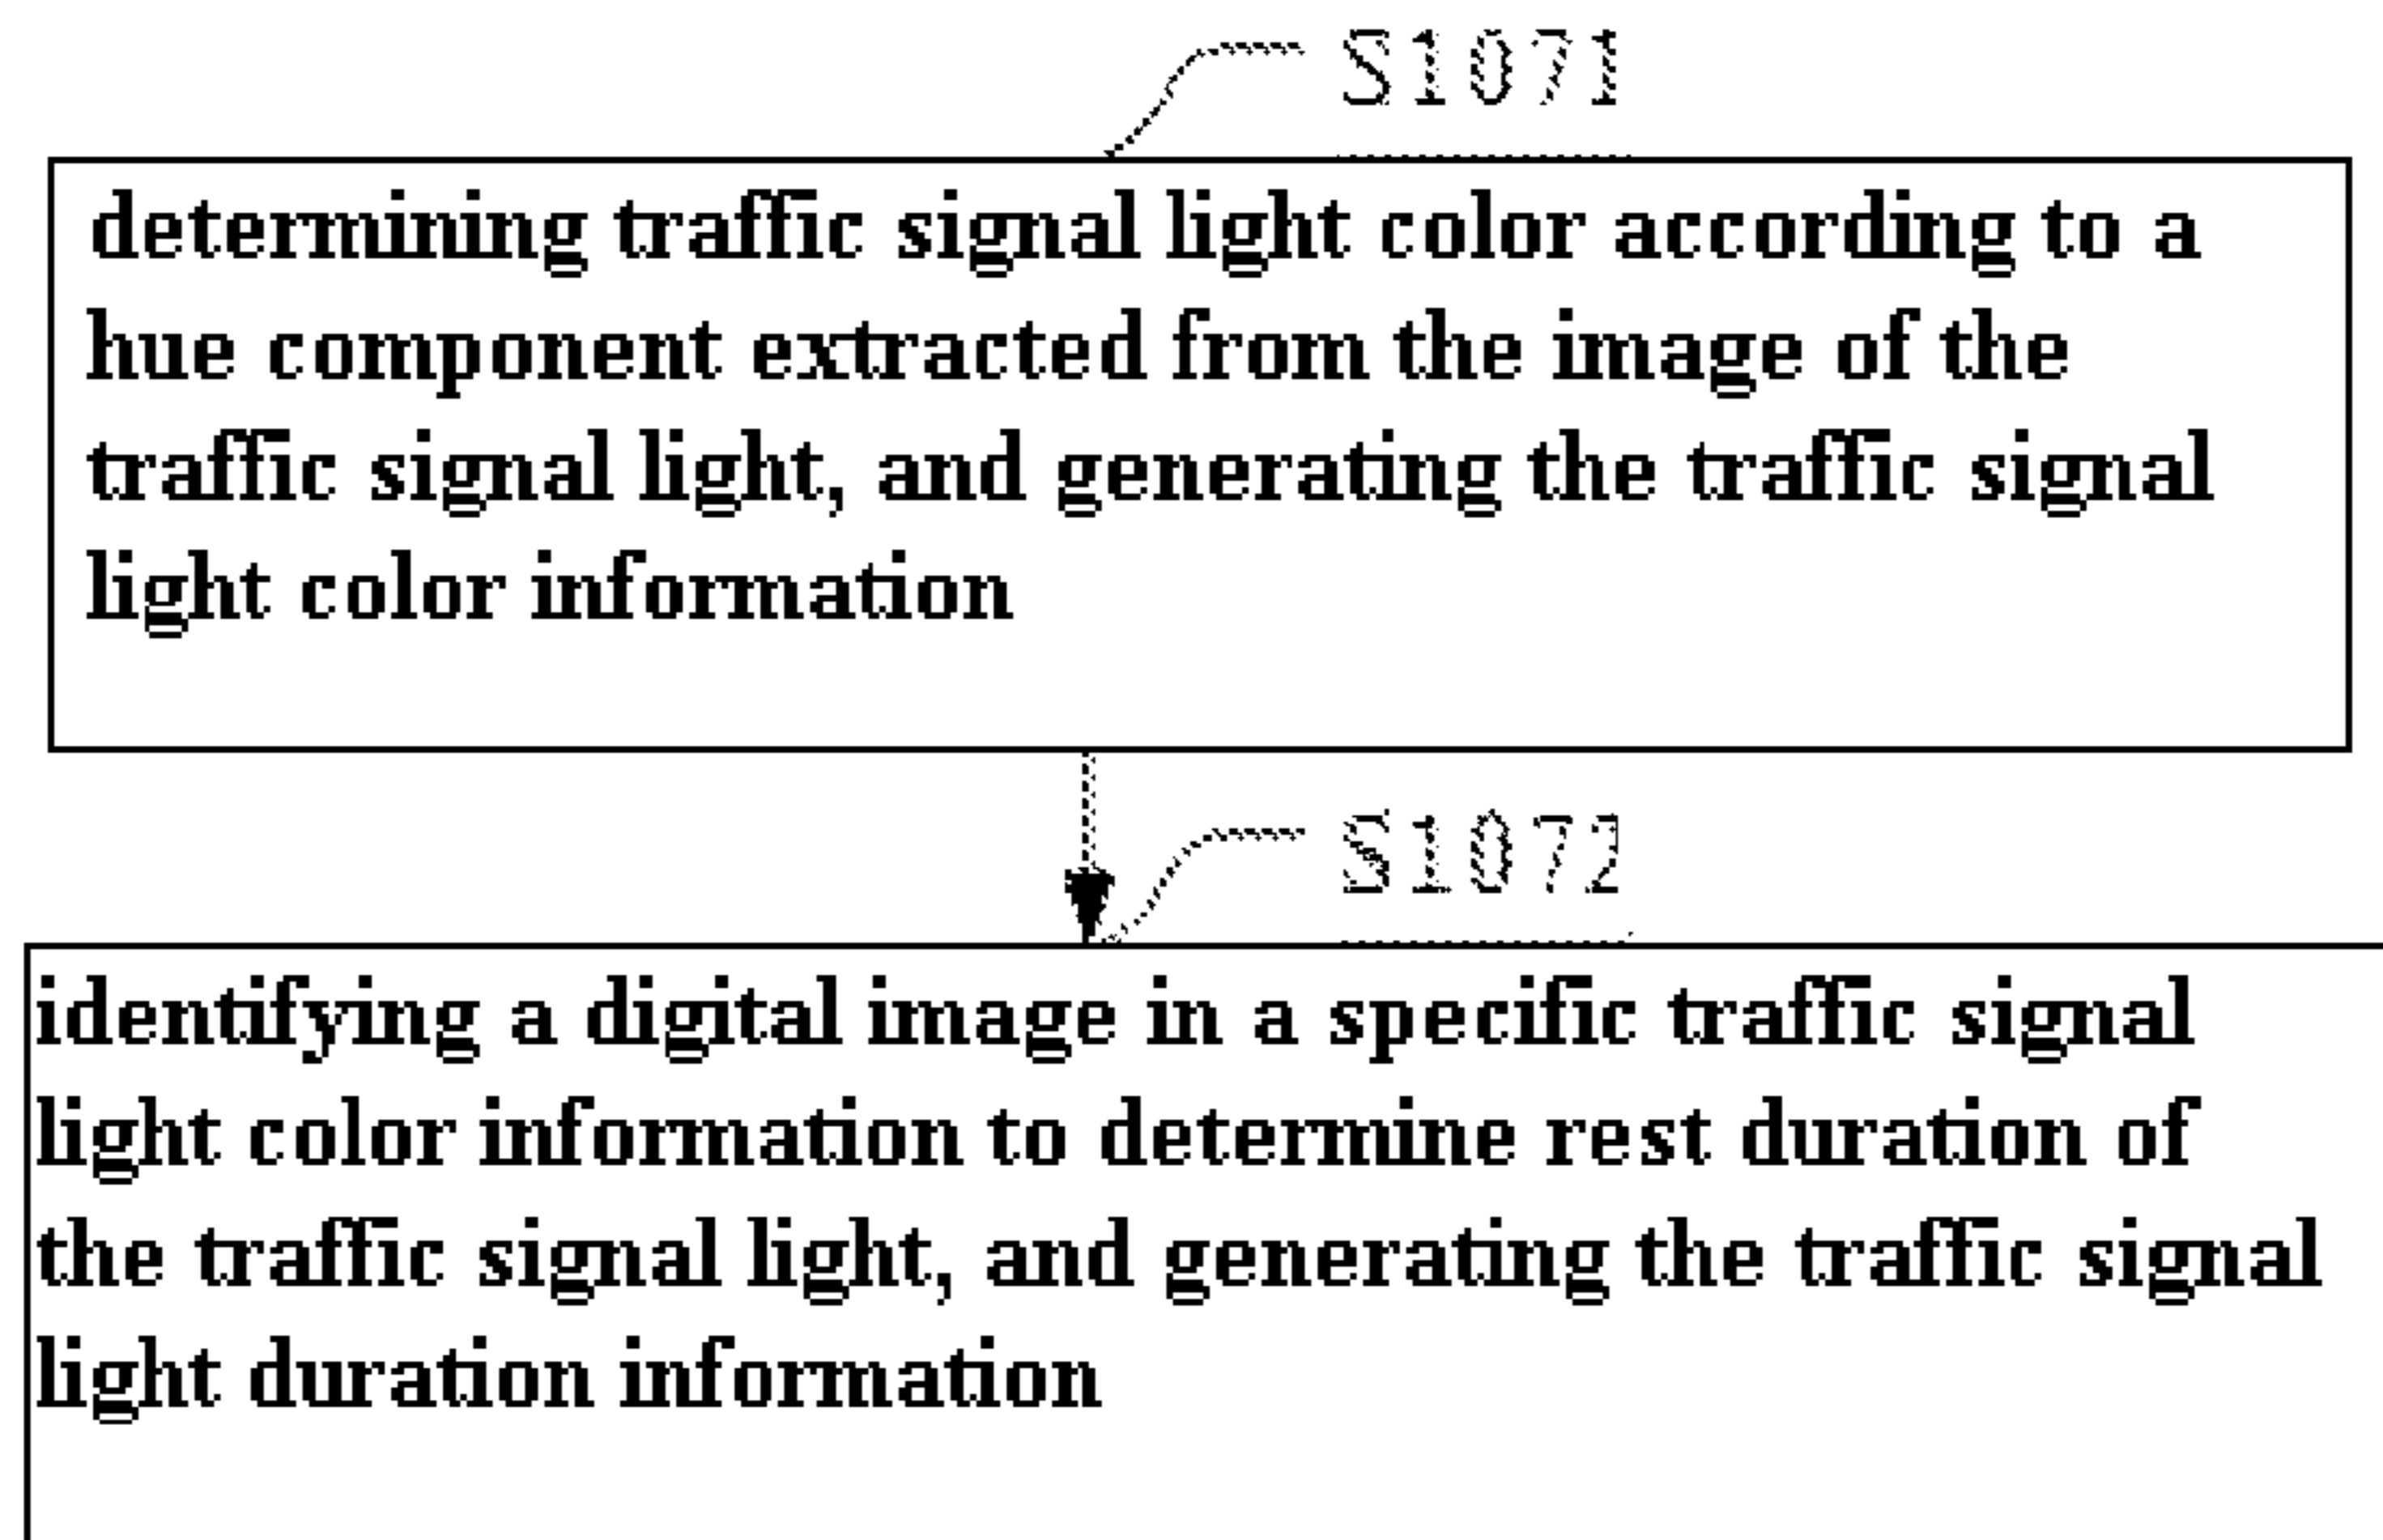 S1071
determining traffic signal light color according to a
hue component extracted from the image of the
traffic signal light, and generating the traffic signal
light color information
S1072
identifying a digital image in a specific traffic signal
light color information to determine rest duration of
the traffic signal light, and generating the traffic signal
light duration information